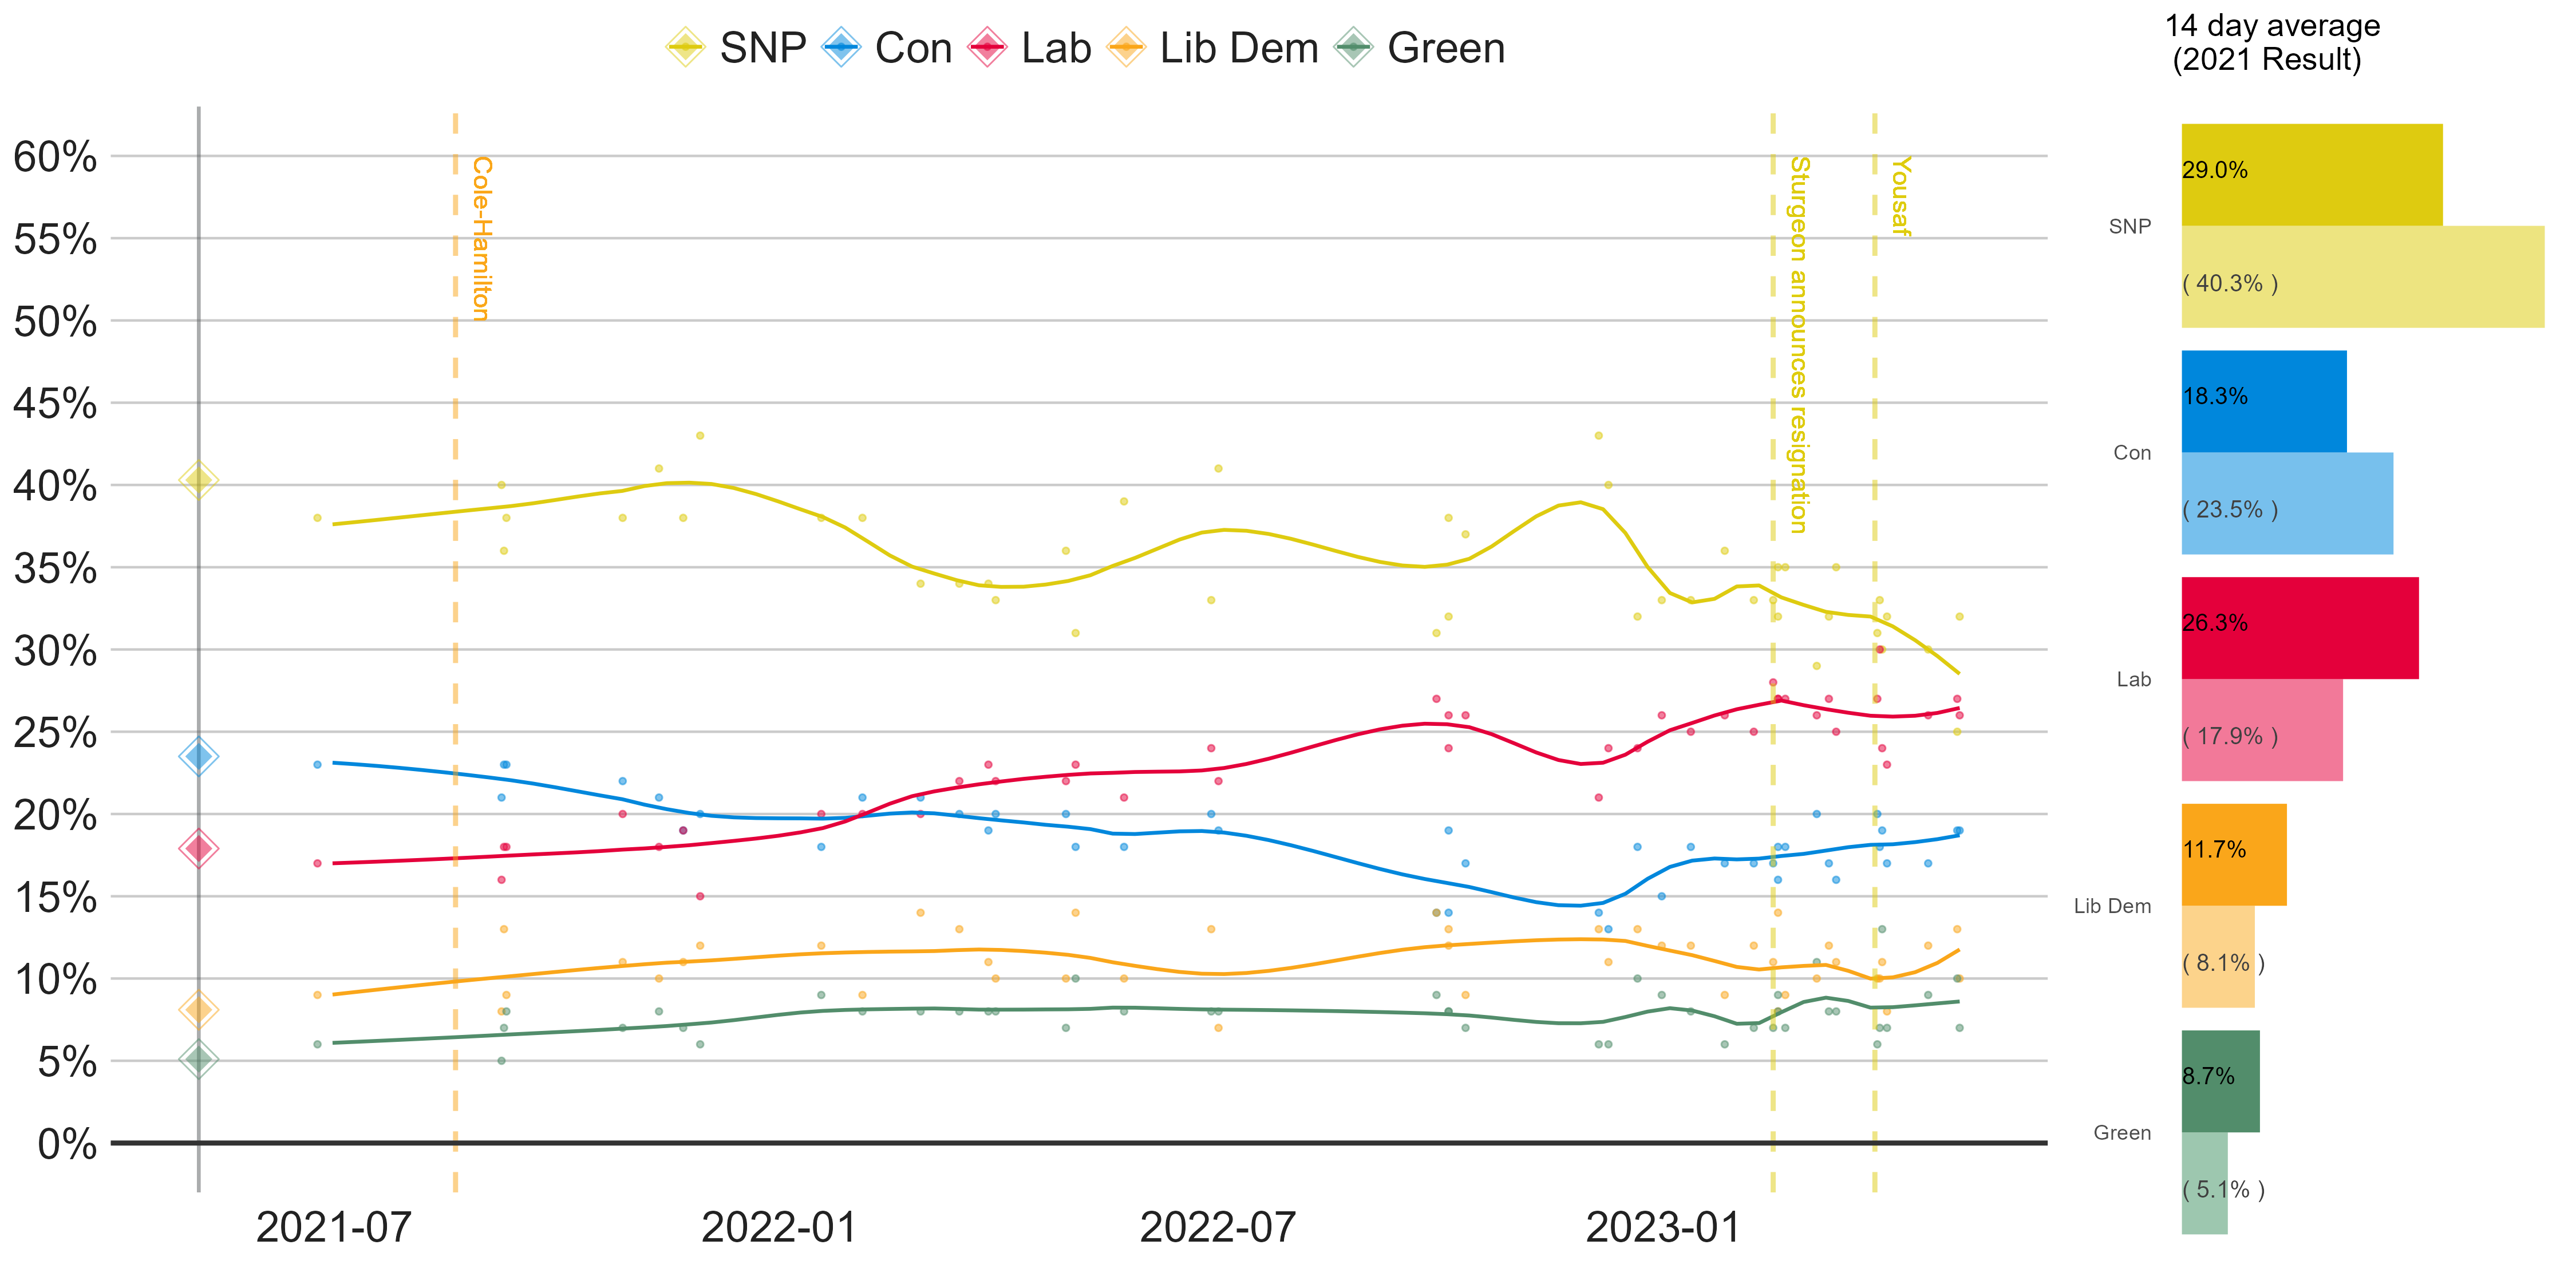 SNP Con Lab Lib Dem Green
14 day average
(2021 Result)
60%
55%
50%
45%
40%
35%
30%
25%
20%
15%
10%
5%
0%
Cole-Hamilton
Sturgeon announces resignation
Yousaf
2021-07 2022-01 2022-07 2023-01
SNP
29.0%
( 40.3% )
Con
18.3%
( 23.5% )
Lab
26.3%
( 17.9% )
Lib Dem
11.7%
( 8.1% )
Green
8.7%
( 5.1% )